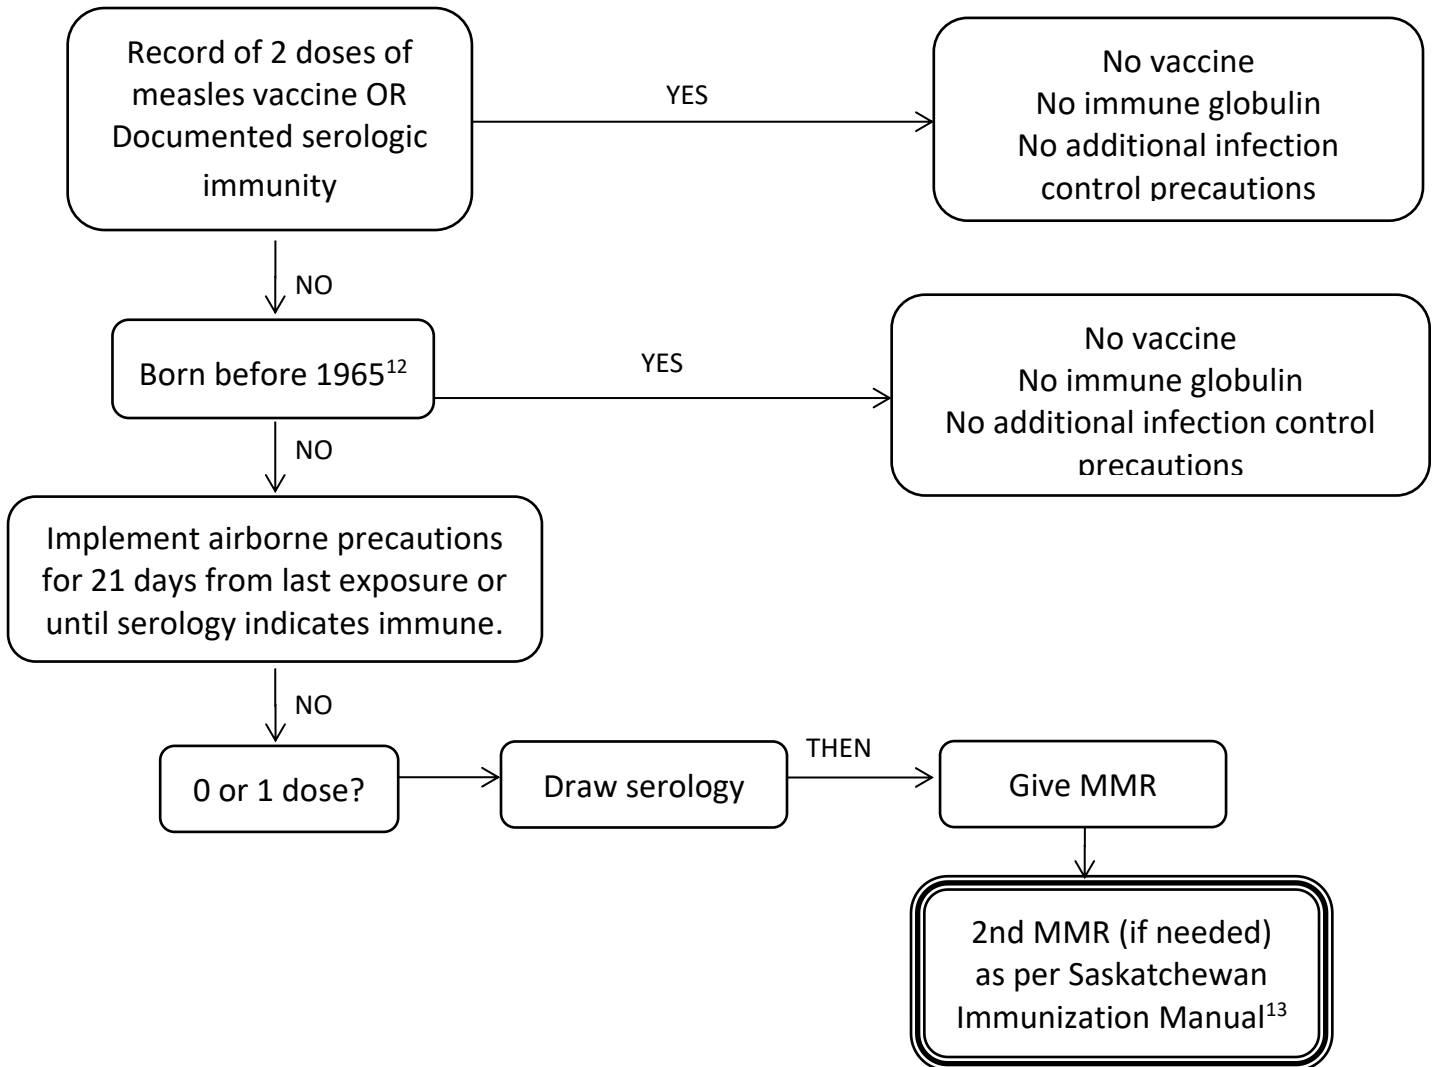 Record of 2 doses of
measles vaccine OR
Documented serologic
immunity
YES
No vaccine
No immune globulin
No additional infection
control precautions
NO
Born before 1965¹²
YES
No vaccine
No immune globulin
No additional infection control
precautions
NO
Implement airborne precautions
for 21 days from last exposure or
until serology indicates immune.
NO
0 or 1 dose?
Draw serology
THEN
Give MMR
2nd MMR (if needed)
as per Saskatchewan
Immunization Manual¹³